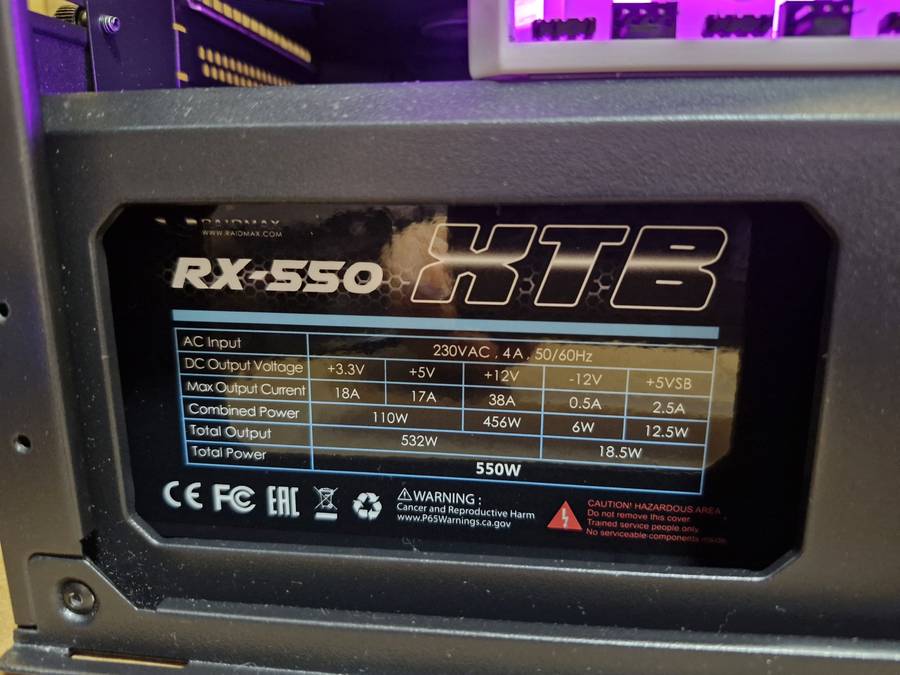 RAIDMAX
WWW.RAIDMAX.COM
RX-550 XTB
AC Input 230VAC , 4A , 50/60Hz
DC Output Voltage +3.3V +5V +12V -12V +5VSB
Max Output Current 18A 17A 38A 0.5A 2.5A
Combined Power 110W 456W 6W 12.5W
Total Output 532W 18.5W
Total Power 550W
CE FC EAC
WARNING :
Cancer and Reproductive Harm
www.P65Warnings.ca.gov
CAUTION! HAZARDOUS AREA
Do not remove this cover.
Trained service people only.
No serviceable components inside.